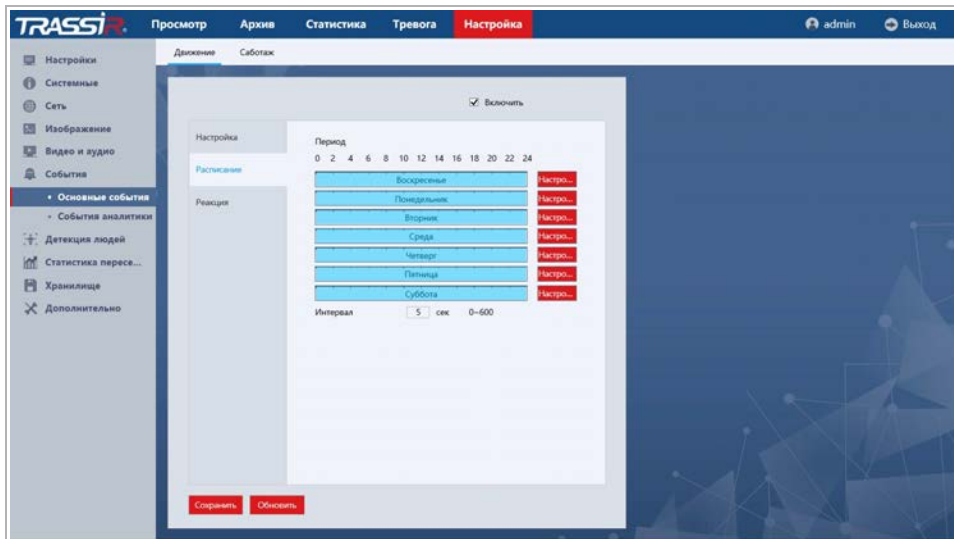 TRASSIR Просмотр Архив Статистика Тревога Настройка admin Выход
Движение Саботаж
Настройки
Системные
Сеть
Изображение
Видео и аудио
События
• Основные события
• События аналитики
Детекция людей
Статистика пересе...
Хранилище
Дополнительно
Включить
Настройка
Расписание
Реакция
Период
0 2 4 6 8 10 12 14 16 18 20 22 24
Воскресенье Настро...
Понедельник Настро...
Вторник Настро...
Среда Настро...
Четверг Настро...
Пятница Настро...
Суббота Настро...
Интервал 5 сек 0~600
Сохранить Обновить